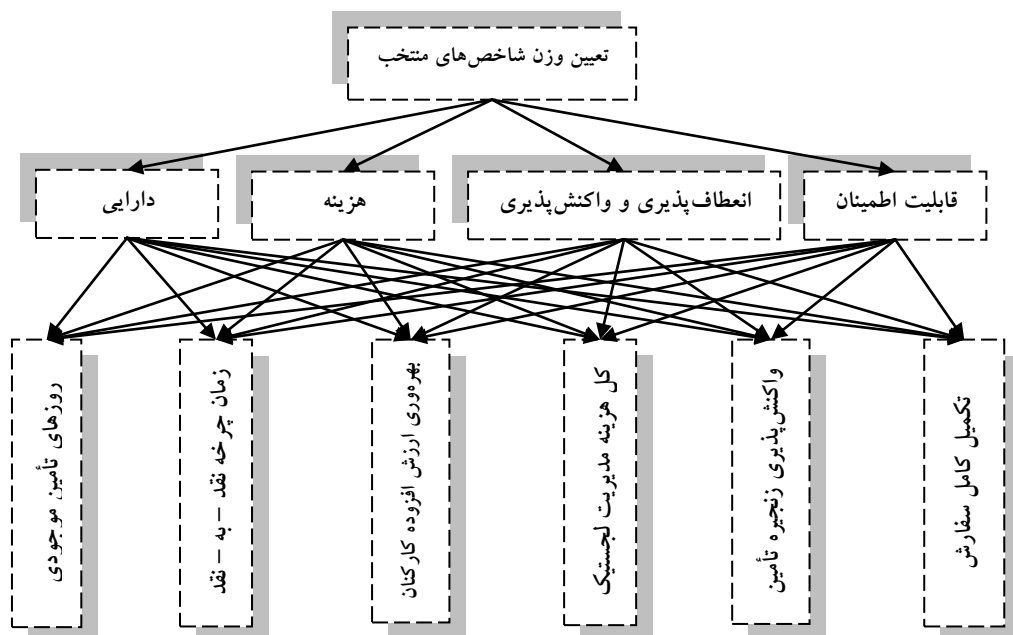 تعیین وزن شاخص‌های منتخب
قابلیت اطمینان
انعطاف‌پذیری و واکنش‌پذیری
هزینه
دارایی
تکمیل کامل سفارش
واکنش‌پذیری زنجیره تأمین
کل هزینه مدیریت لجستیک
بهره‌وری ارزش افزوده کارکنان
زمان چرخه نقد – به – نقد
روزهای تأمین موجودی